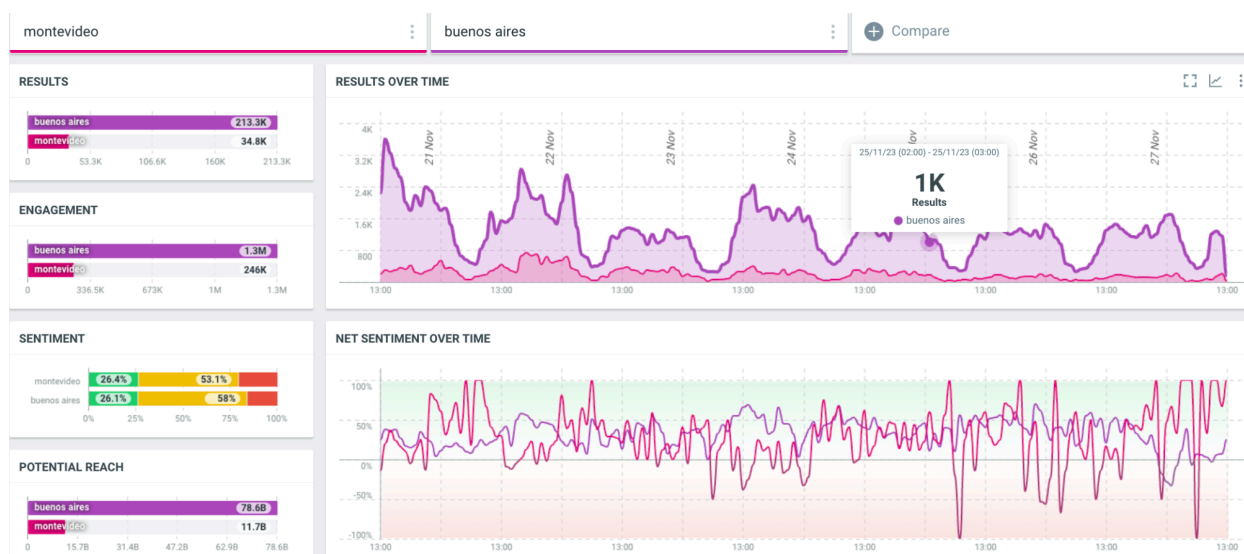 montevideo
buenos aires
Compare
RESULTS
buenos aires 213.3K
montevideo 34.8K
0 53.3K 106.6K 160K 213.3K
ENGAGEMENT
buenos aires 1.3M
montevideo 246K
0 336.5K 673K 1M 1.3M
SENTIMENT
montevideo 26.4% 53.1%
buenos aires 26.1% 58%
0% 25% 50% 75% 100%
POTENTIAL REACH
buenos aires 78.6B
montevideo 11.7B
0 15.7B 31.4B 47.2B 62.9B 78.6B
RESULTS OVER TIME
4K
3.2K
2.4K
1.6K
800
21 Nov
22 Nov
23 Nov
24 Nov
26 Nov
27 Nov
25/11/23 (02:00) - 25/11/23 (03:00)
1K
Results
buenos aires
13:00 13:00 13:00 13:00 13:00 13:00 13:00 13:00
NET SENTIMENT OVER TIME
100%
50%
0%
-50%
-100%
13:00 13:00 13:00 13:00 13:00 13:00 13:00 13:00